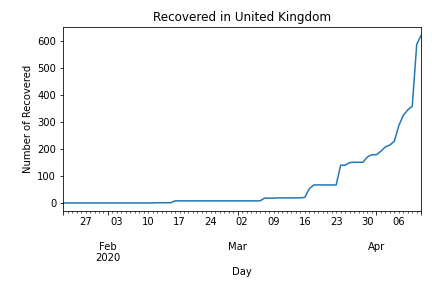 Recovered in United Kingdom
600
500
400
300
200
100
0
Number of Recovered
27 03 10 17 24 02 09 16 23 30 06
Feb Mar Apr
2020
Day